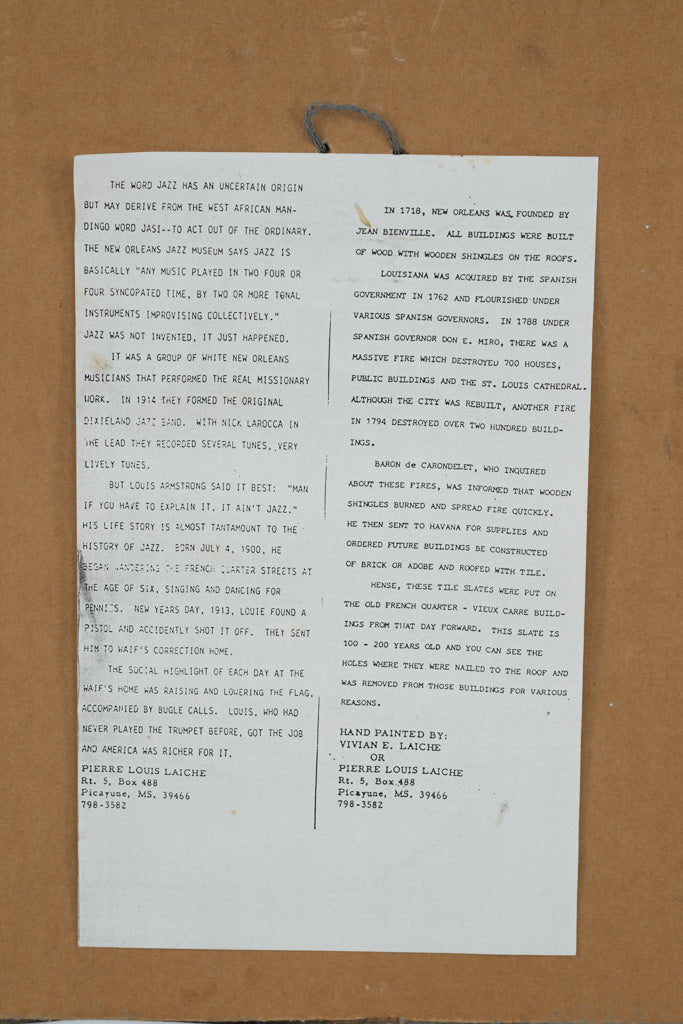 THE WORD JAZZ HAS AN UNCERTAIN ORIGIN
BUT MAY DERIVE FROM THE WEST AFRICAN MAN-
DINGO WORD JASI--TO ACT OUT OF THE ORDINARY.
THE NEW ORLEANS JAZZ MUSEUM SAYS JAZZ IS
BASICALLY "ANY MUSIC PLAYED IN TWO FOUR OR
FOUR SYNCOPATED TIME, BY TWO OR MORE TONAL
INSTRUMENTS IMPROVISING COLLECTIVELY."
JAZZ WAS NOT INVENTED, IT JUST HAPPENED.
IT WAS A GROUP OF WHITE NEW ORLEANS
MUSICIANS THAT PERFORMED THE REAL MISSIONARY
WORK. IN 1914 THEY FORMED THE ORIGINAL
DIXIELAND JAZZ BAND. WITH NICK LAROCCA IN
THE LEAD THEY RECORDED SEVERAL TUNES, VERY
LIVELY TUNES.
BUT LOUIS ARMSTRONG SAID IT BEST: "MAN
IF YOU HAVE TO EXPLAIN IT, IT AIN'T JAZZ."
HIS LIFE STORY IS ALMOST TANTAMOUNT TO THE
HISTORY OF JAZZ. BORN JULY 4, 1900, HE
BEGAN WANDERING THE FRENCH QUARTER STREETS AT
THE AGE OF SIX, SINGING AND DANCING FOR
PENNIES. NEW YEARS DAY, 1913, LOUIE FOUND A
PISTOL AND ACCIDENTLY SHOT IT OFF. THEY SENT
HIM TO WAIF'S CORRECTION HOME.
THE SOCIAL HIGHLIGHT OF EACH DAY AT THE
WAIF'S HOME WAS RAISING AND LOWERING THE FLAG,
ACCOMPANIED BY BUGLE CALLS. LOUIS, WHO HAD
NEVER PLAYED THE TRUMPET BEFORE, GOT THE JOB
AND AMERICA WAS RICHER FOR IT.
PIERRE LOUIS LAICHE
Rt. 5, Box 488
Picayune, MS. 39466
798-3582
IN 1718, NEW ORLEANS WAS FOUNDED BY
JEAN BIENVILLE. ALL BUILDINGS WERE BUILT
OF WOOD WITH WOODEN SHINGLES ON THE ROOFS.
LOUISIANA WAS ACQUIRED BY THE SPANISH
GOVERNMENT IN 1762 AND FLOURISHED UNDER
VARIOUS SPANISH GOVERNORS. IN 1788 UNDER
SPANISH GOVERNOR DON E. MIRO, THERE WAS A
MASSIVE FIRE WHICH DESTROYED 700 HOUSES,
PUBLIC BUILDINGS AND THE ST. LOUIS CATHEDRAL.
ALTHOUGH THE CITY WAS REBUILT, ANOTHER FIRE
IN 1794 DESTROYED OVER TWO HUNDRED BUILD-
INGS.
BARON de CARONDELET, WHO INQUIRED
ABOUT THESE FIRES, WAS INFORMED THAT WOODEN
SHINGLES BURNED AND SPREAD FIRE QUICKLY.
HE THEN SENT TO HAVANA FOR SUPPLIES AND
ORDERED FUTURE BUILDINGS BE CONSTRUCTED
OF BRICK OR ADOBE AND ROOFED WITH TILE.
HENSE, THESE TILE SLATES WERE PUT ON
THE OLD FRENCH QUARTER - VIEUX CARRE BUILD-
INGS FROM THAT DAY FORWARD. THIS SLATE IS
100 - 200 YEARS OLD AND YOU CAN SEE THE
HOLES WHERE THEY WERE NAILED TO THE ROOF AND
WAS REMOVED FROM THOSE BUILDINGS FOR VARIOUS
REASONS.
HAND PAINTED BY:
VIVIAN E. LAICHE
OR
PIERRE LOUIS LAICHE
Rt. 5, Box 488
Picayune, MS. 39466
798-3582